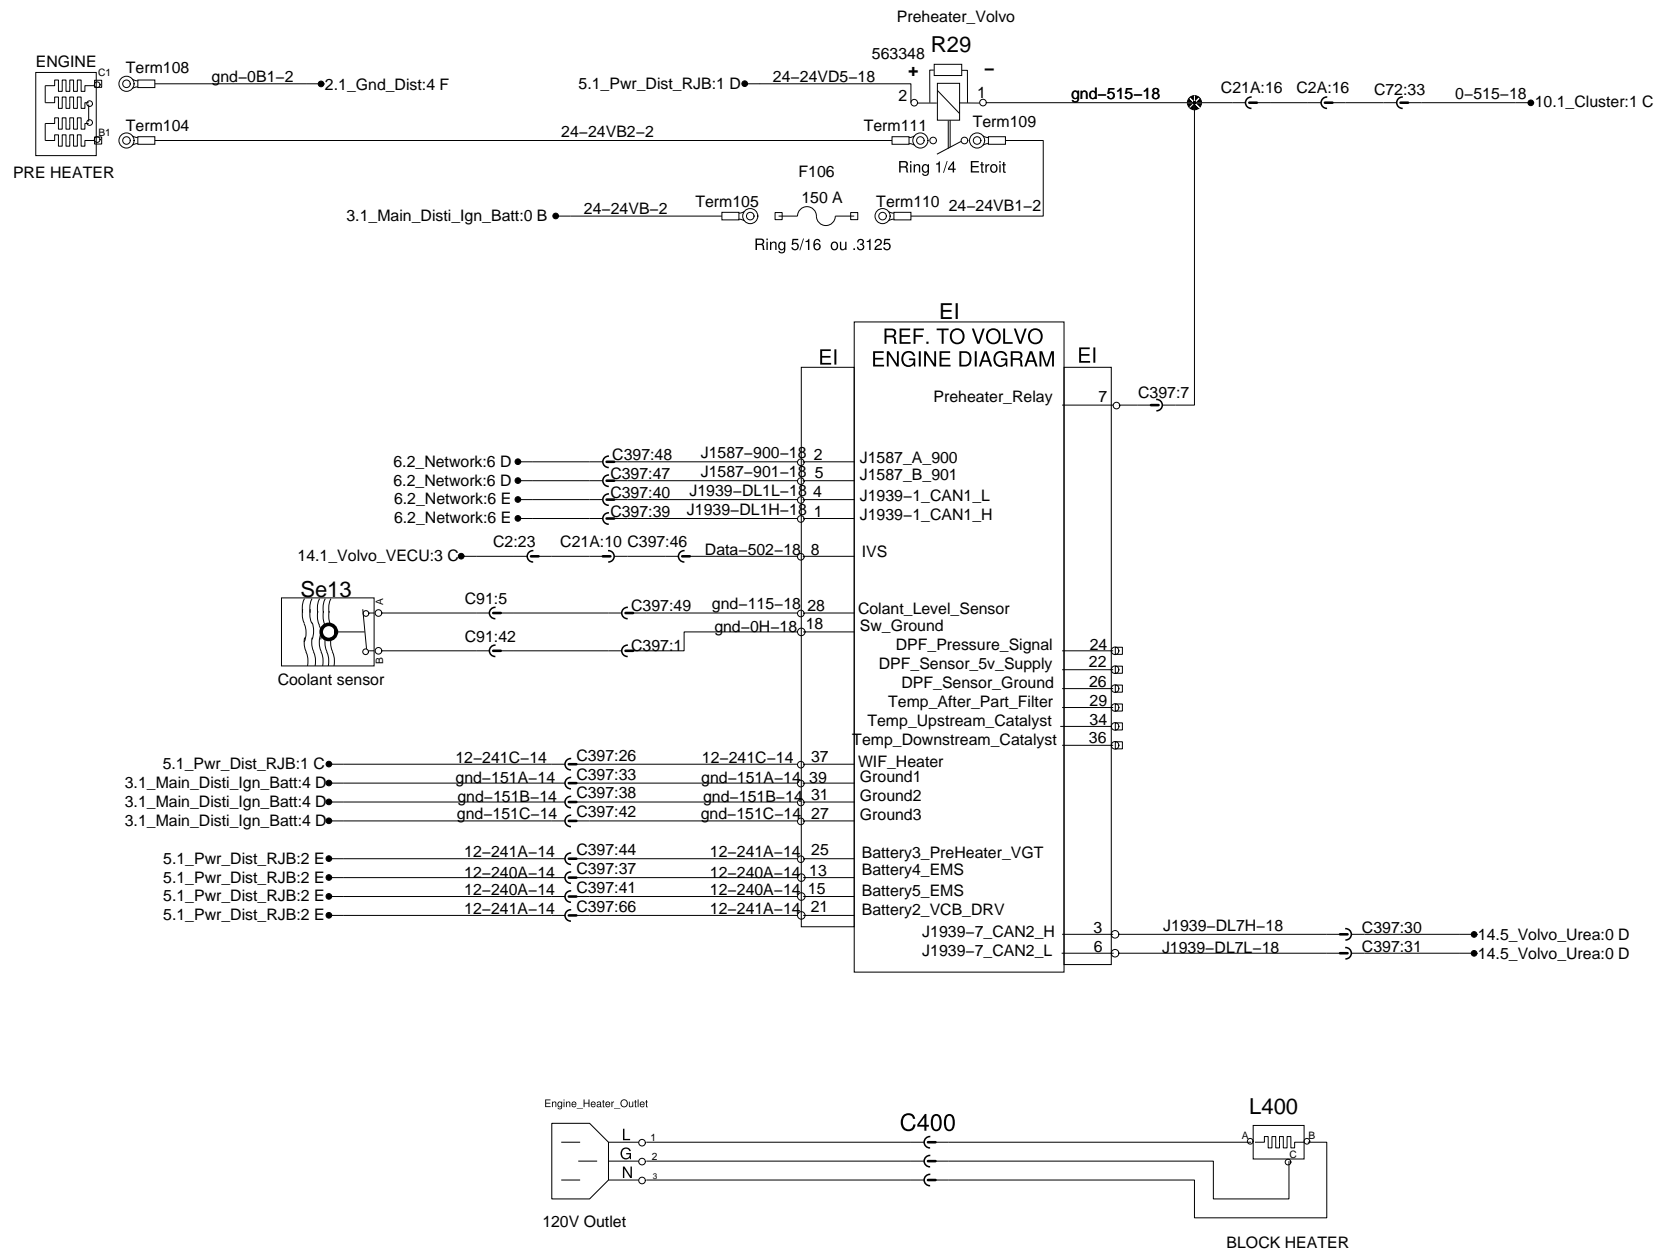 Preheater_Volvo
563348 R29
+ −
ENGINE
C1
Term108
gnd−0B1−2
2.1_Gnd_Dist:4 F
5.1_Pwr_Dist_RJB:1 D
24−24VD5−18
2
1
gnd−515−18
C21A:16
C2A:16
C72:33
0−515−18
10.1_Cluster:1 C
B1
Term104
24−24VB2−2
Term111
Term109
PRE HEATER
Ring 1/4 Etroit
F106
150 A
3.1_Main_Disti_Ign_Batt:0 B
24−24VB−2
Term105
Term110
24−24VB1−2
Ring 5/16 ou .3125
EI
EI
EI
REF. TO VOLVO
ENGINE DIAGRAM
Preheater_Relay
7
C397:7
6.2_Network:6 D
C397:48
J1587−900−18
2
J1587_A_900
6.2_Network:6 D
C397:47
J1587−901−18
5
J1587_B_901
6.2_Network:6 E
C397:40
J1939−DL1L−18
4
J1939−1_CAN1_L
6.2_Network:6 E
C397:39
J1939−DL1H−18
1
J1939−1_CAN1_H
14.1_Volvo_VECU:3 C
C2:23
C21A:10
C397:46
Data−502−18
8
IVS
Se13
A
C91:5
C397:49
gnd−115−18
28
Colant_Level_Sensor
B
C91:42
C397:1
gnd−0H−18
18
Sw_Ground
Coolant sensor
DPF_Pressure_Signal
24
DPF_Sensor_5v_Supply
22
DPF_Sensor_Ground
26
Temp_After_Part_Filter
29
Temp_Upstream_Catalyst
34
Temp_Downstream_Catalyst
36
5.1_Pwr_Dist_RJB:1 C
12−241C−14
C397:26
12−241C−14
37
WIF_Heater
3.1_Main_Disti_Ign_Batt:4 D
gnd−151A−14
C397:33
gnd−151A−14
39
Ground1
3.1_Main_Disti_Ign_Batt:4 D
gnd−151B−14
C397:38
gnd−151B−14
31
Ground2
3.1_Main_Disti_Ign_Batt:4 D
gnd−151C−14
C397:42
gnd−151C−14
27
Ground3
5.1_Pwr_Dist_RJB:2 E
12−241A−14
C397:44
12−241A−14
25
Battery3_PreHeater_VGT
5.1_Pwr_Dist_RJB:2 E
12−240A−14
C397:37
12−240A−14
13
Battery4_EMS
5.1_Pwr_Dist_RJB:2 E
12−240A−14
C397:41
12−240A−14
15
Battery5_EMS
5.1_Pwr_Dist_RJB:2 E
12−241A−14
C397:66
12−241A−14
21
Battery2_VCB_DRV
J1939−7_CAN2_H
3
J1939−DL7H−18
C397:30
14.5_Volvo_Urea:0 D
J1939−7_CAN2_L
6
J1939−DL7L−18
C397:31
14.5_Volvo_Urea:0 D
Engine_Heater_Outlet
L 1
G 2
N 3
C400
L400
A
B
C
120V Outlet
BLOCK HEATER